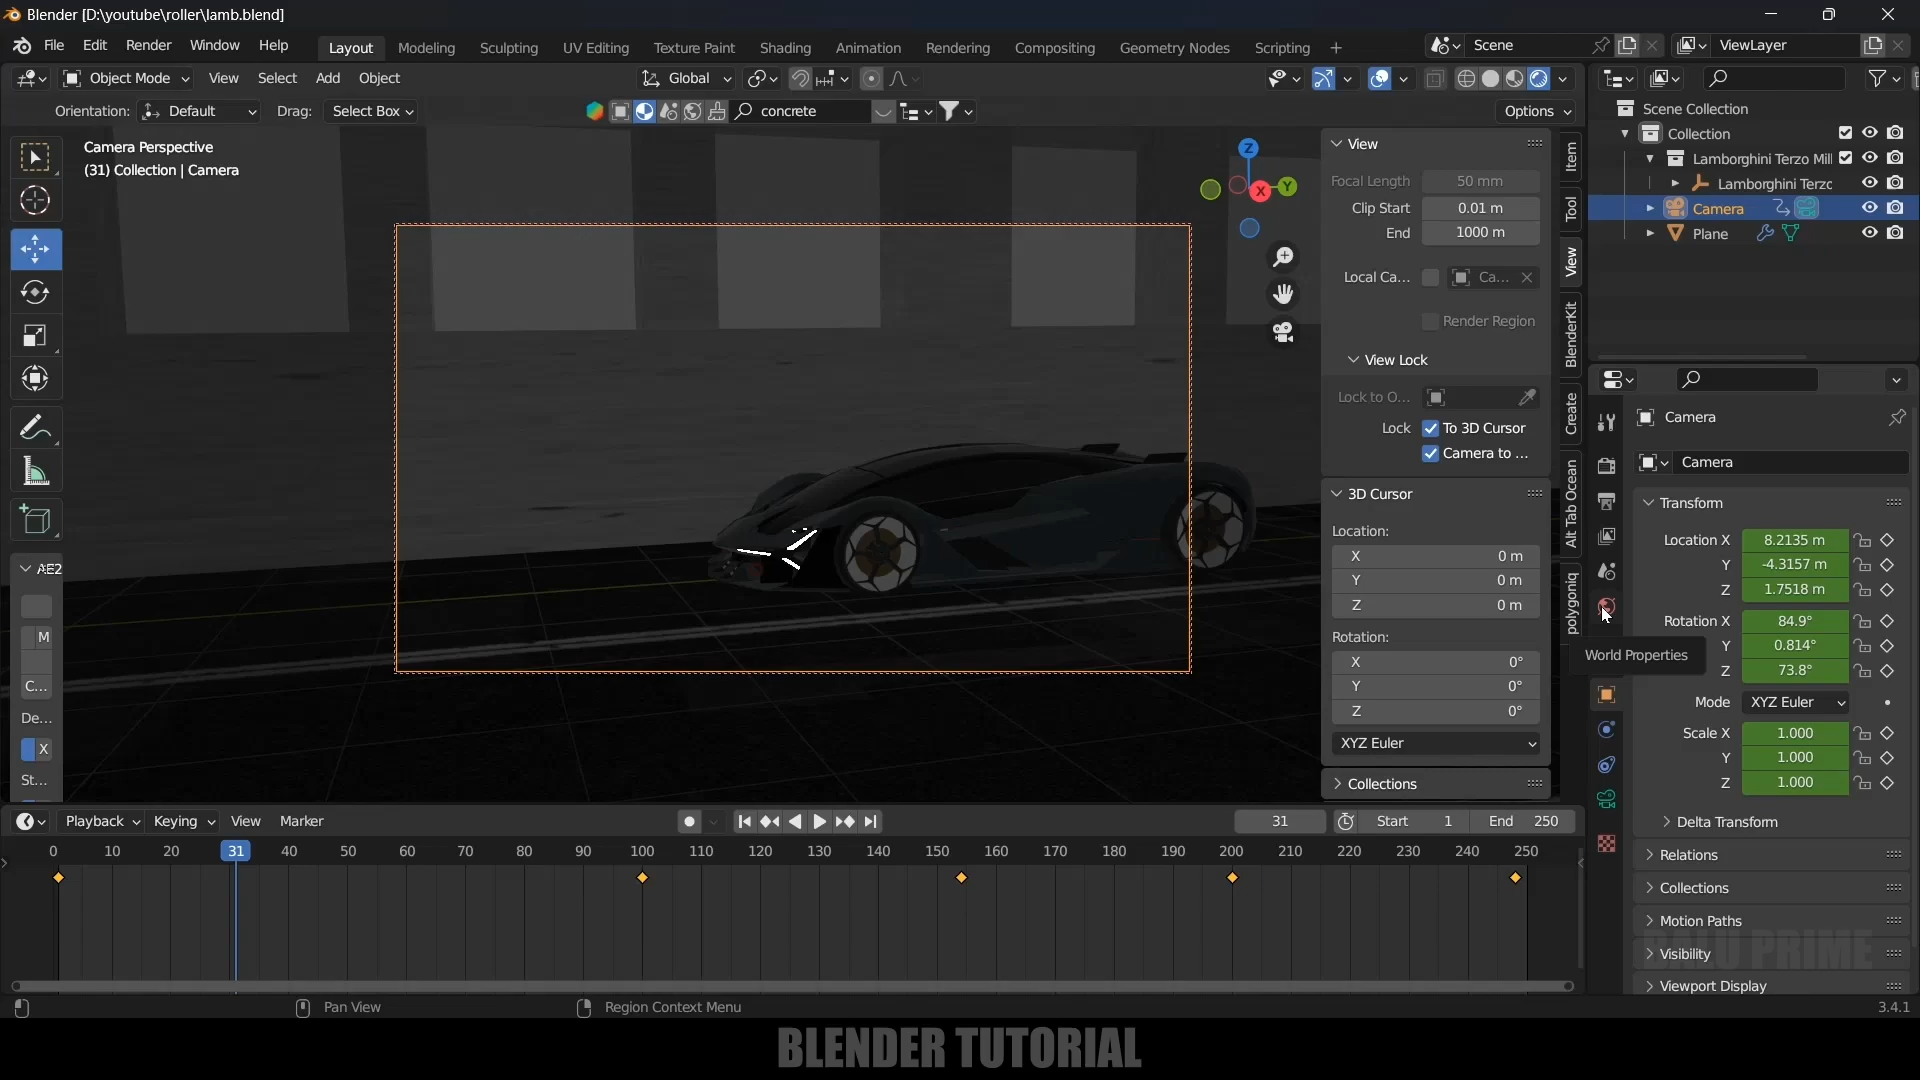 Blender [D:\youtube\roller\lamb.blend]
File Edit Render Window Help
Layout Modeling Sculpting UV Editing Texture Paint Shading Animation Rendering Compositing Geometry Nodes Scripting +
Scene
ViewLayer
Object Mode View Select Add Object
Global
Orientation: Default Drag: Select Box
concrete
Options
Camera Perspective
(31) Collection | Camera
Z
X
Y
View
Focal Length 50 mm
Clip Start 0.01 m
End 1000 m
Local Ca... Ca...
Render Region
View Lock
Lock to O...
Lock To 3D Cursor
Camera to ...
3D Cursor
Location:
X 0 m
Y 0 m
Z 0 m
Rotation:
X 0°
Y 0°
Z 0°
XYZ Euler
Collections
Item
Tool
View
BlenderKit
Create
Alt Tab Ocean
polygoniq
AE2
M
C...
De...
X
St...
Scene Collection
Collection
Lamborghini Terzo Mill
Lamborghini Terzo
Camera
Plane
Camera
Camera
Transform
Location X 8.2135 m
Y -4.3157 m
Z 1.7518 m
Rotation X 84.9°
Y 0.814°
Z 73.8°
Mode XYZ Euler
Scale X 1.000
Y 1.000
Z 1.000
Delta Transform
Relations
Collections
Motion Paths
Visibility
Viewport Display
World Properties
Playback Keying View Marker
31 Start 1 End 250
0 10 20 31 40 50 60 70 80 90 100 110 120 130 140 150 160 170 180 190 200 210 220 230 240 250
Pan View
Region Context Menu
3.4.1
BLENDER TUTORIAL